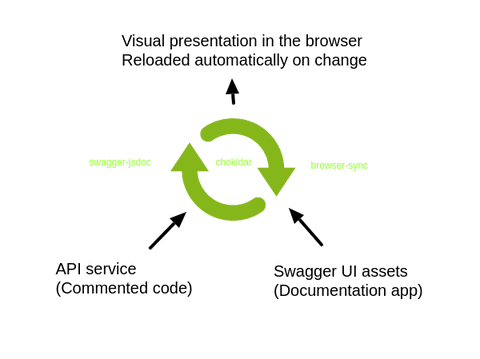 Visual presentation in the browser
Reloaded automatically on change
swagger-jsdoc
chokidar
browser-sync
API service
(Commented code)
Swagger UI assets
(Documentation app)